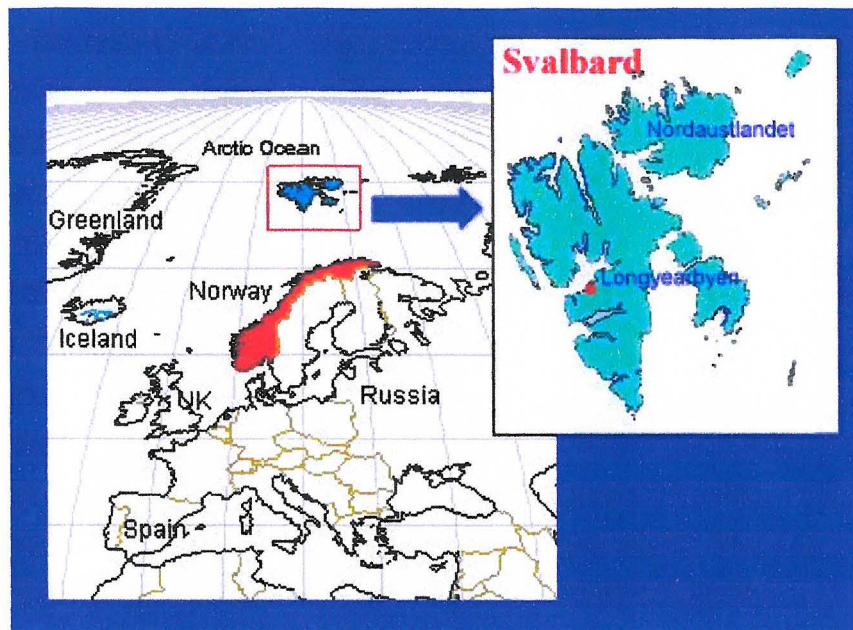 Svalbard
Nordaustlandet
Longyearbyen
Arctic Ocean
Greenland
Norway
Iceland
UK
Russia
Spain